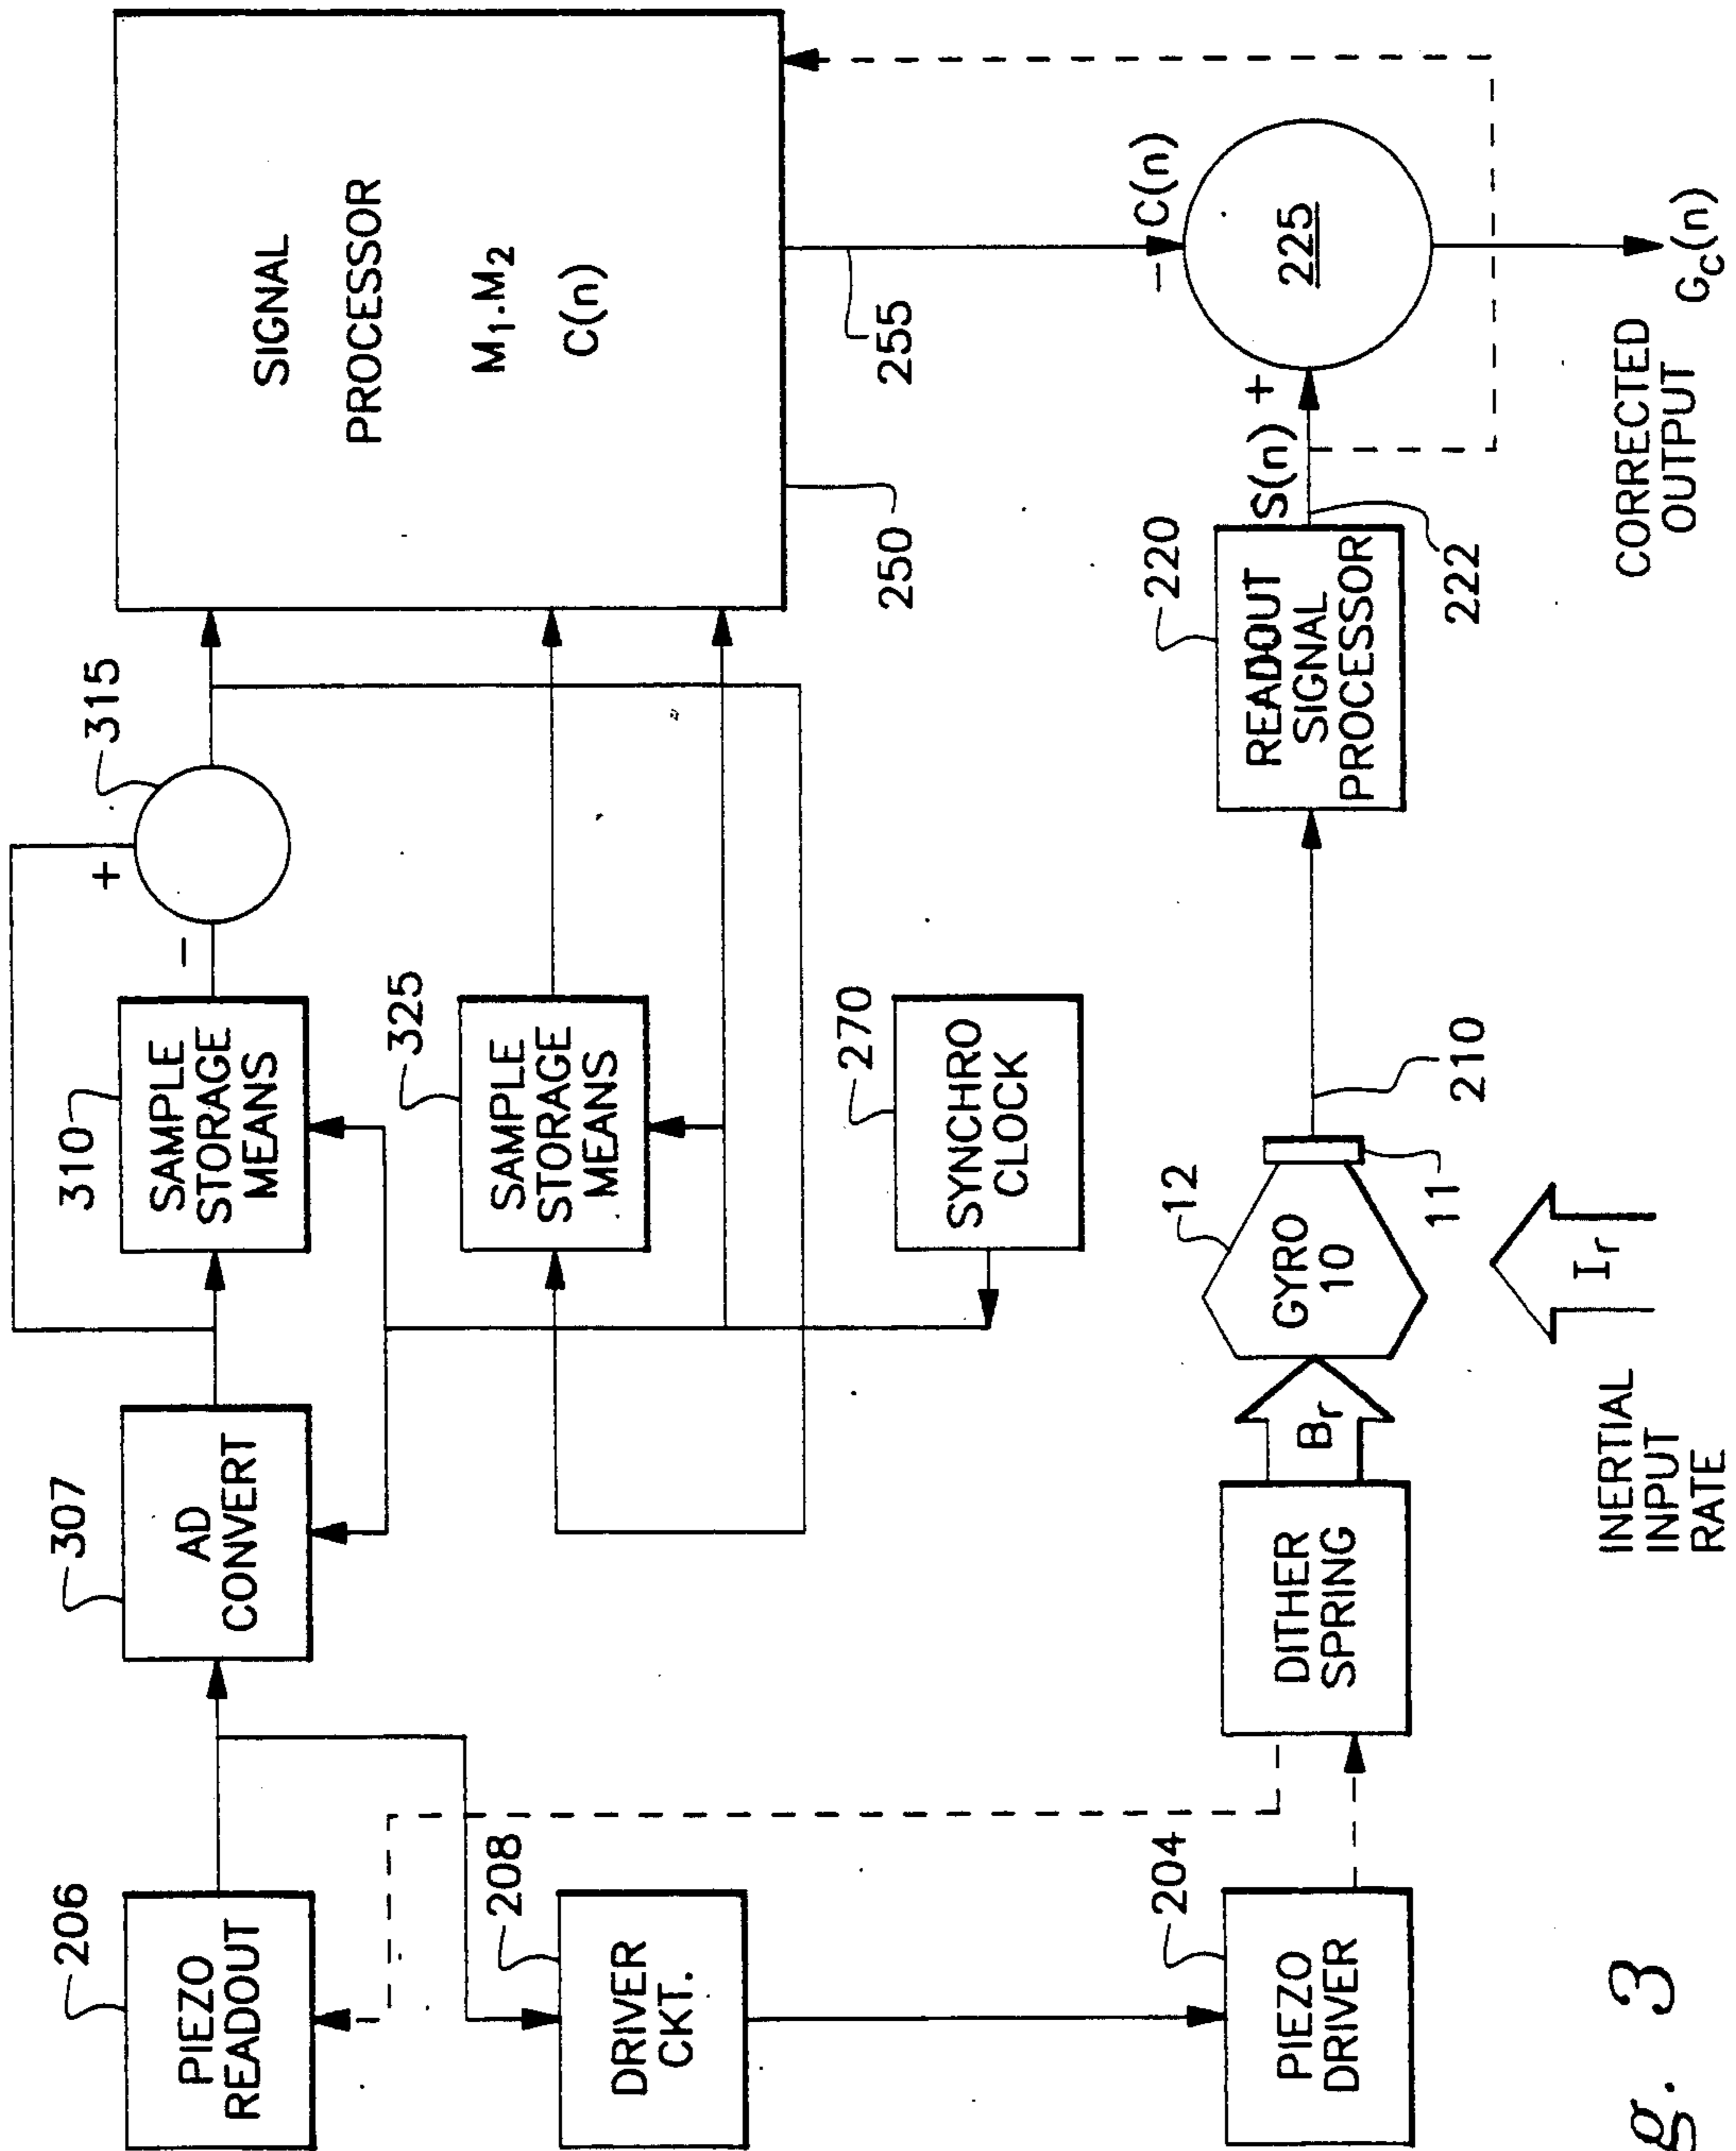 206
PIEZO
READOUT
208
DRIVER
CKT.
204
PIEZO
DRIVER
307
AD
CONVERT
310
SAMPLE
STORAGE
MEANS
325
SAMPLE
STORAGE
MEANS
270
SYNCHRO
CLOCK
+
-
315
SIGNAL
PROCESSOR
M₁.M₂
C(n)
250
255
DITHER
SPRING
Bᵣ
12
GYRO
10
11
210
INERTIAL
INPUT
RATE
Iᵣ
220
READOUT
SIGNAL
PROCESSOR
222
S(n) +
- C(n)
225
CORRECTED
OUTPUT
G_C(n)
g. 3